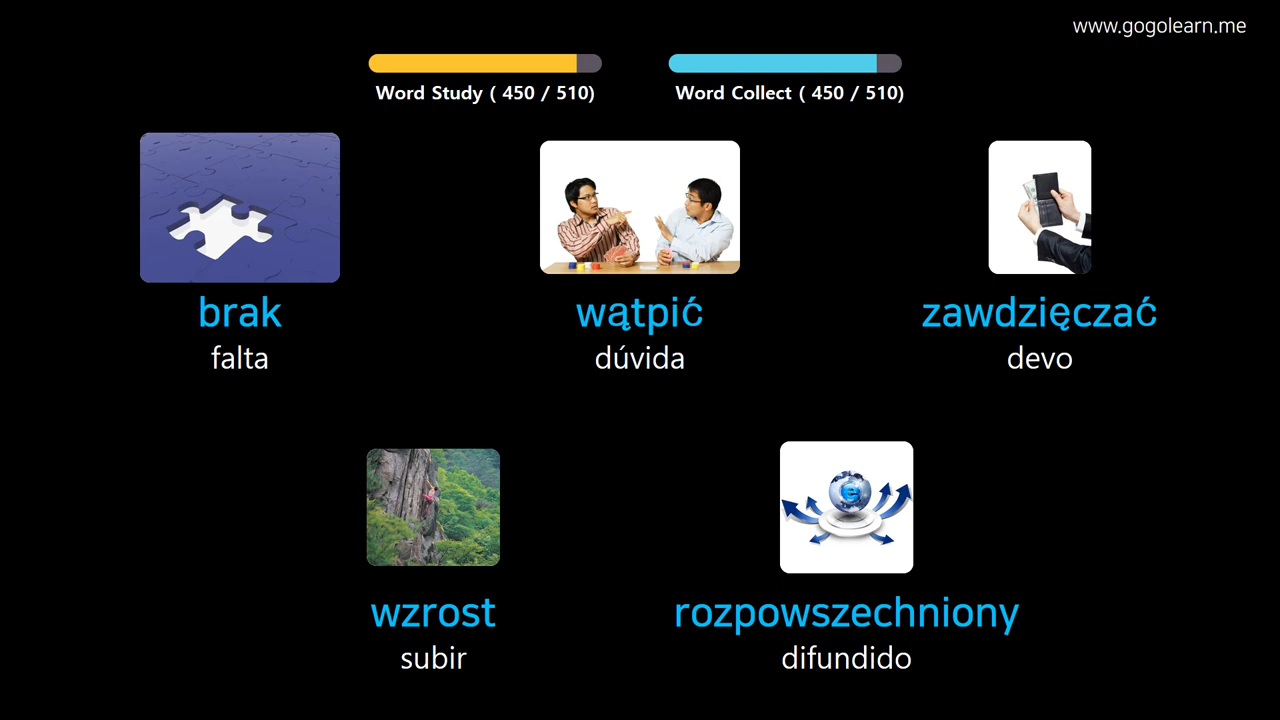 www.gogolearn.me
Word Study ( 450 / 510)
Word Collect ( 450 / 510)
brak
falta
wątpić
dúvida
zawdzięczać
devo
wzrost
subir
rozpowszechniony
difundido